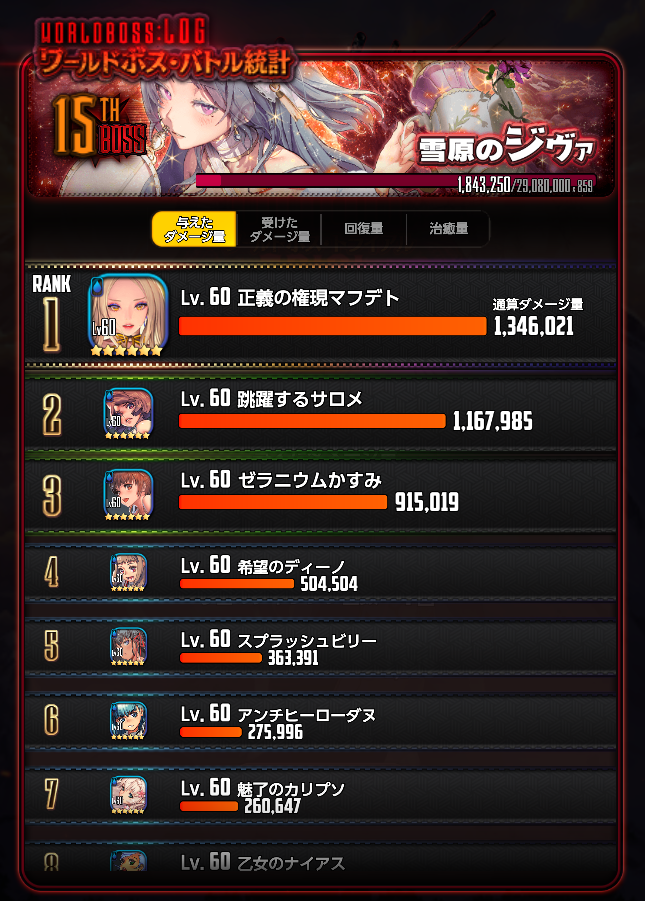 WORLDBOSS:LOG
ワールドボス・バトル統計
15TH BOSS
雪原のジヴァ
1,843,250/29,080,000 x 859
与えた
ダメージ量
受けた
ダメージ量
回復量
治癒量
RANK
1
Lv.60
Lv. 60 正義の権現マフデト
通算ダメージ量
1,346,021
2
Lv. 60 跳躍するサロメ
1,167,985
3
Lv. 60 ゼラニウムかすみ
915,019
4
Lv. 60 希望のディーノ
504,504
5
Lv. 60 スプラッシュビリー
363,391
6
Lv. 60 アンチヒーローダヌ
275,996
7
Lv. 60 魅了のカリプソ
260,647
8
Lv. 60 乙女のナイアス